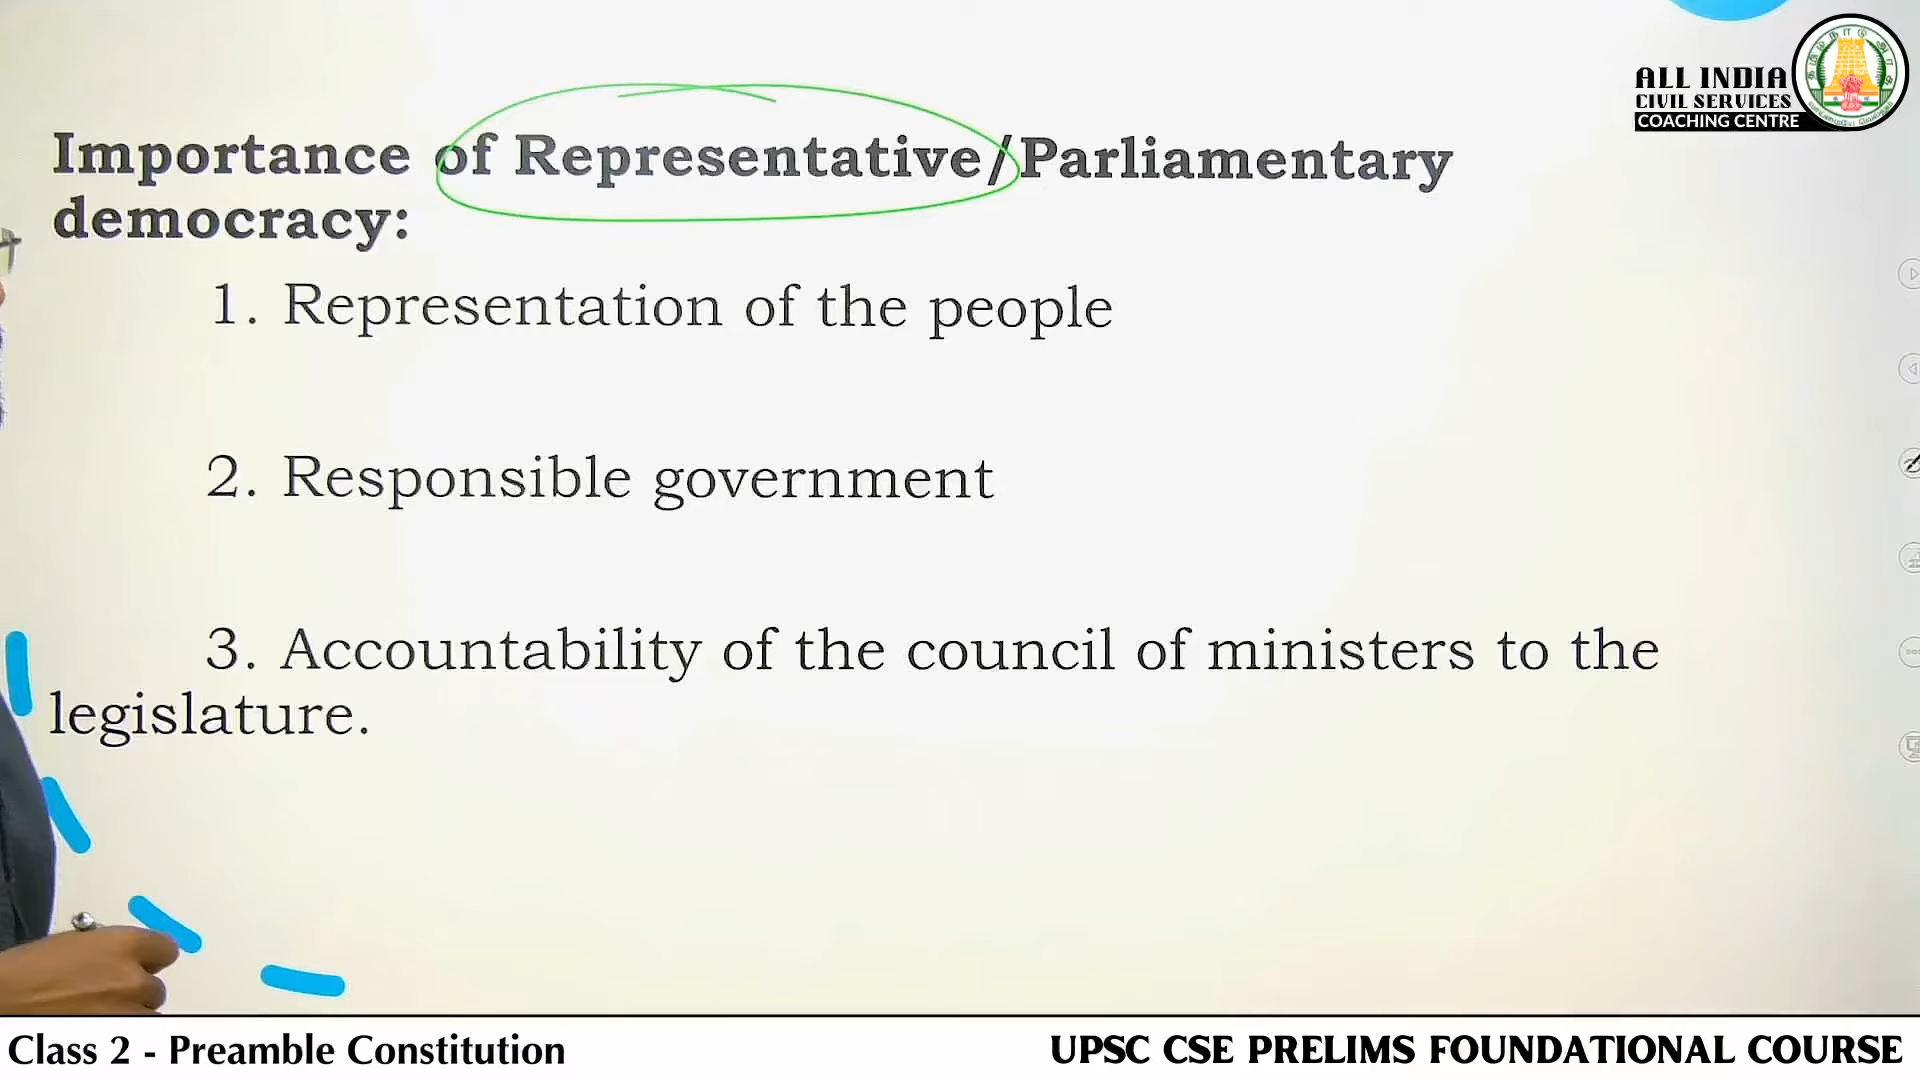 ALL INDIA
CIVIL SERVICES
COACHING CENTRE
Importance of Representative/Parliamentary
democracy:
1. Representation of the people
2. Responsible government
3. Accountability of the council of ministers to the
legislature.
Class 2 - Preamble Constitution
UPSC CSE PRELIMS FOUNDATIONAL COURSE